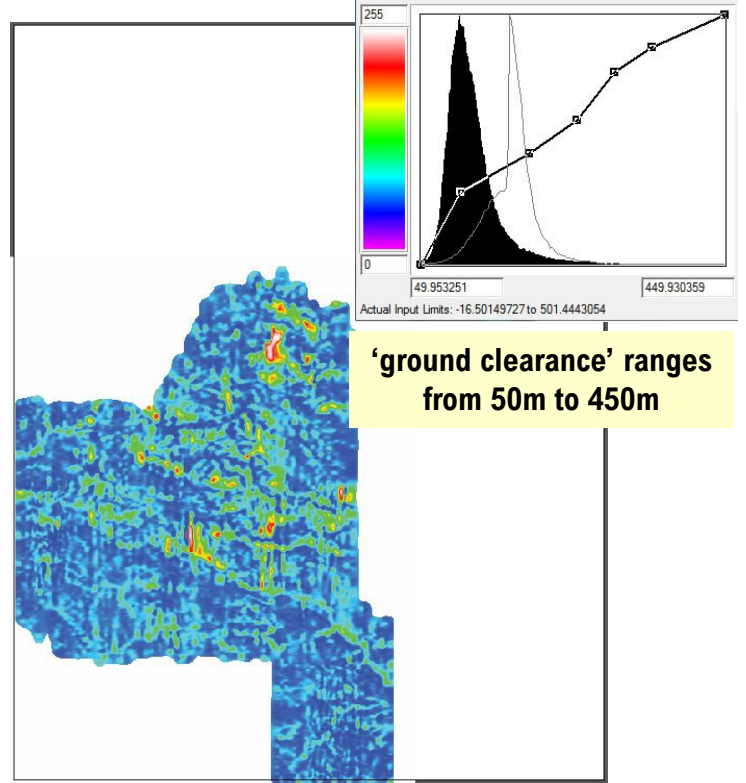 255
0
49.953251 449.930359
Actual Input Limits: -16.50149727 to 501.4443054
‘ground clearance’ ranges
from 50m to 450m